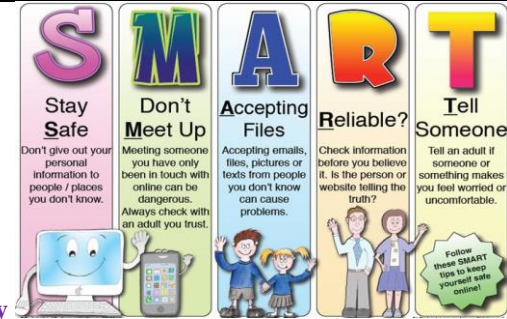 S
Stay
Safe
Don't give out your
personal
information to
people / places
you don't know.
M
Don't
Meet Up
Meeting someone
you have only
been in touch with
online can be
dangerous.
Always check with
an adult you trust.
A
Accepting
Files
Accepting emails,
files, pictures or
texts from people
you don't know
can cause
problems.
R
Reliable?
Check information
before you believe
it. Is the person or
website telling the
truth?
T
Tell
Someone
Tell an adult if
someone or
something makes
you feel worried or
uncomfortable.
Follow
these SMART
tips to keep
yourself safe
online!